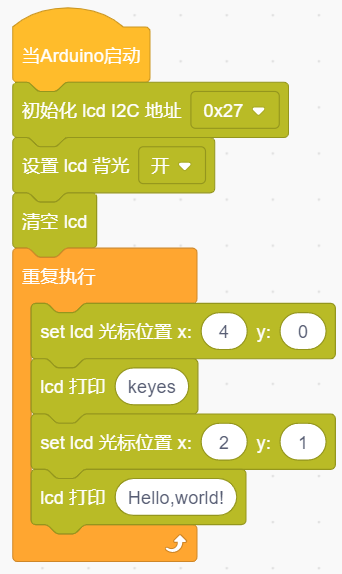 当Arduino启动
初始化 lcd I2C 地址 0x27
设置 lcd 背光 开
清空 lcd
重复执行
set lcd 光标位置 x: 4 y: 0
lcd 打印 keyes
set lcd 光标位置 x: 2 y: 1
lcd 打印 Hello,world!